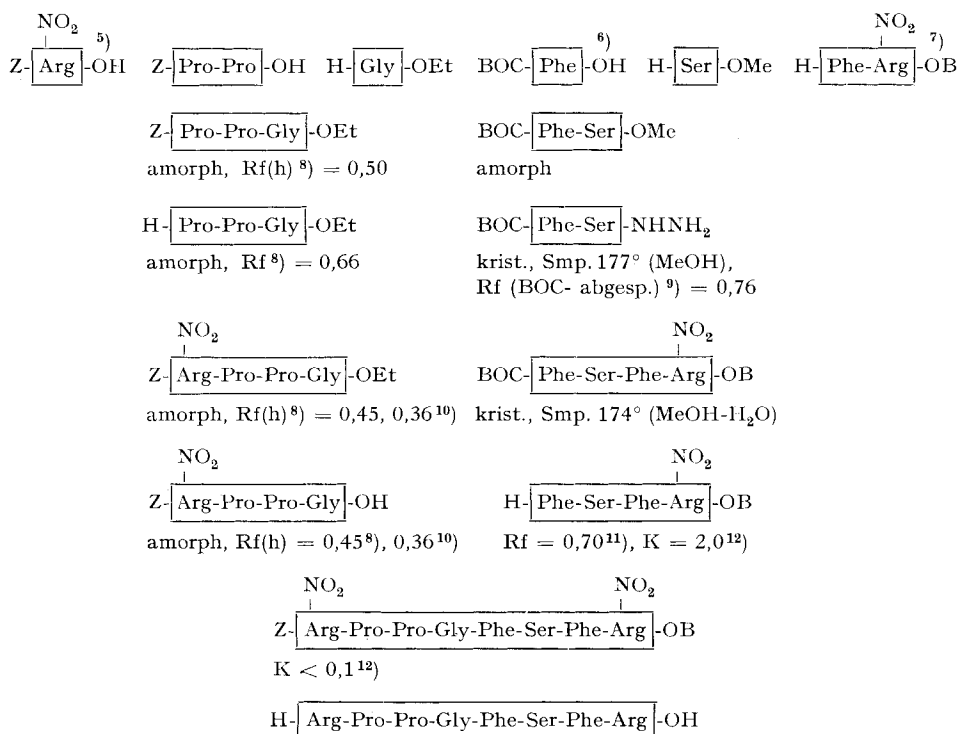 NO₂ NO₂
Z-Arg-OH ⁵) Z-Pro-Pro-OH H-Gly-OEt BOC-Phe-OH ⁶) H-Ser-OMe H-Phe-Arg-OB ⁷)
Z-Pro-Pro-Gly-OEt BOC-Phe-Ser-OMe
amorph, Rf(h) ⁸) = 0,50 amorph
H-Pro-Pro-Gly-OEt BOC-Phe-Ser-NHNH₂
amorph, Rf ⁸) = 0,66 krist., Smp. 177° (MeOH),
Rf (BOC- abgesp.) ⁹) = 0,76
NO₂ NO₂
Z-Arg-Pro-Pro-Gly-OEt BOC-Phe-Ser-Phe-Arg-OB
amorph, Rf(h) ⁸) = 0,45, 0,36 ¹⁰) krist., Smp. 174° (MeOH-H₂O)
NO₂ NO₂
Z-Arg-Pro-Pro-Gly-OH H-Phe-Ser-Phe-Arg-OB
amorph, Rf(h) = 0,45 ⁸), 0,36 ¹⁰) Rf = 0,70 ¹¹), K = 2,0 ¹²)
NO₂ NO₂
Z-Arg-Pro-Pro-Gly-Phe-Ser-Phe-Arg-OB
K < 0,1 ¹²)
H-Arg-Pro-Pro-Gly-Phe-Ser-Phe-Arg-OH